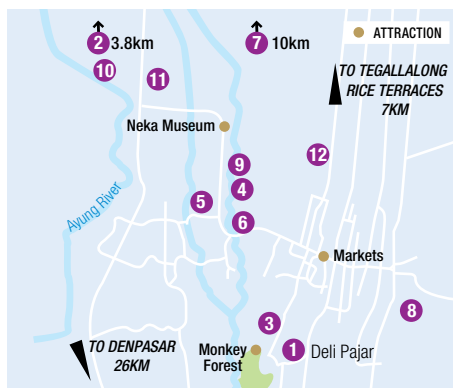 2 3.8km
7 10km
ATTRACTION
10
11
TO TEGALLALONG
RICE TERRACES
7KM
Neka Museum
12
9
4
5
Ayung River
6
Markets
8
3
TO DENPASAR
26KM
Monkey
Forest
1 Deli Pajar